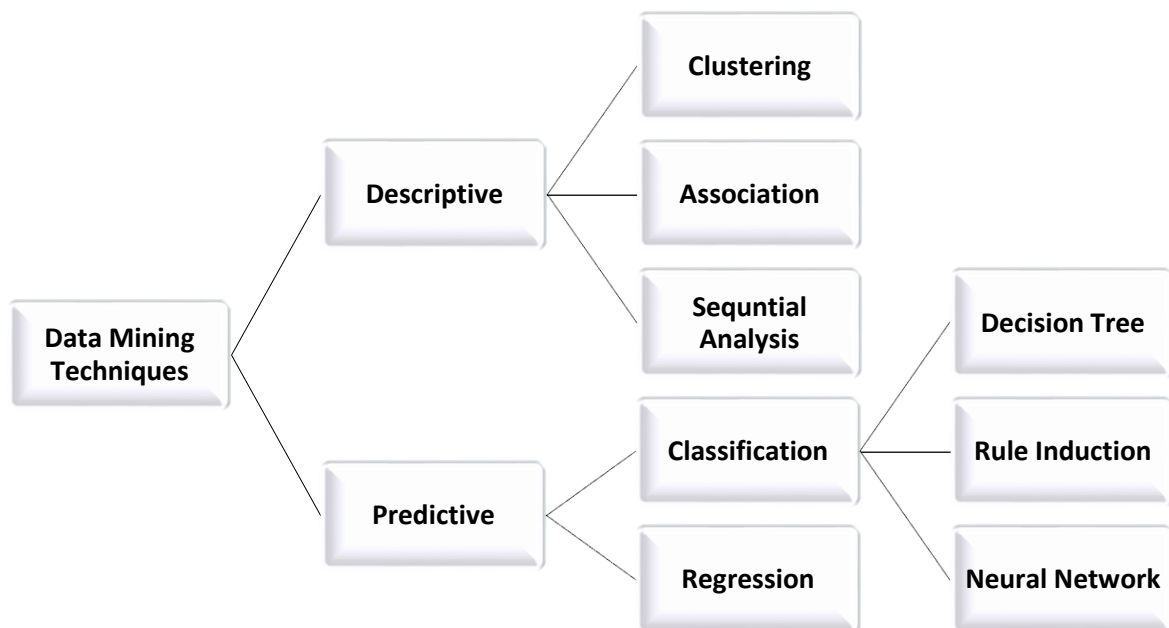 Clustering
Descriptive
Association
Sequntial
Analysis
Decision Tree
Data Mining
Techniques
Classification
Rule Induction
Predictive
Regression
Neural Network